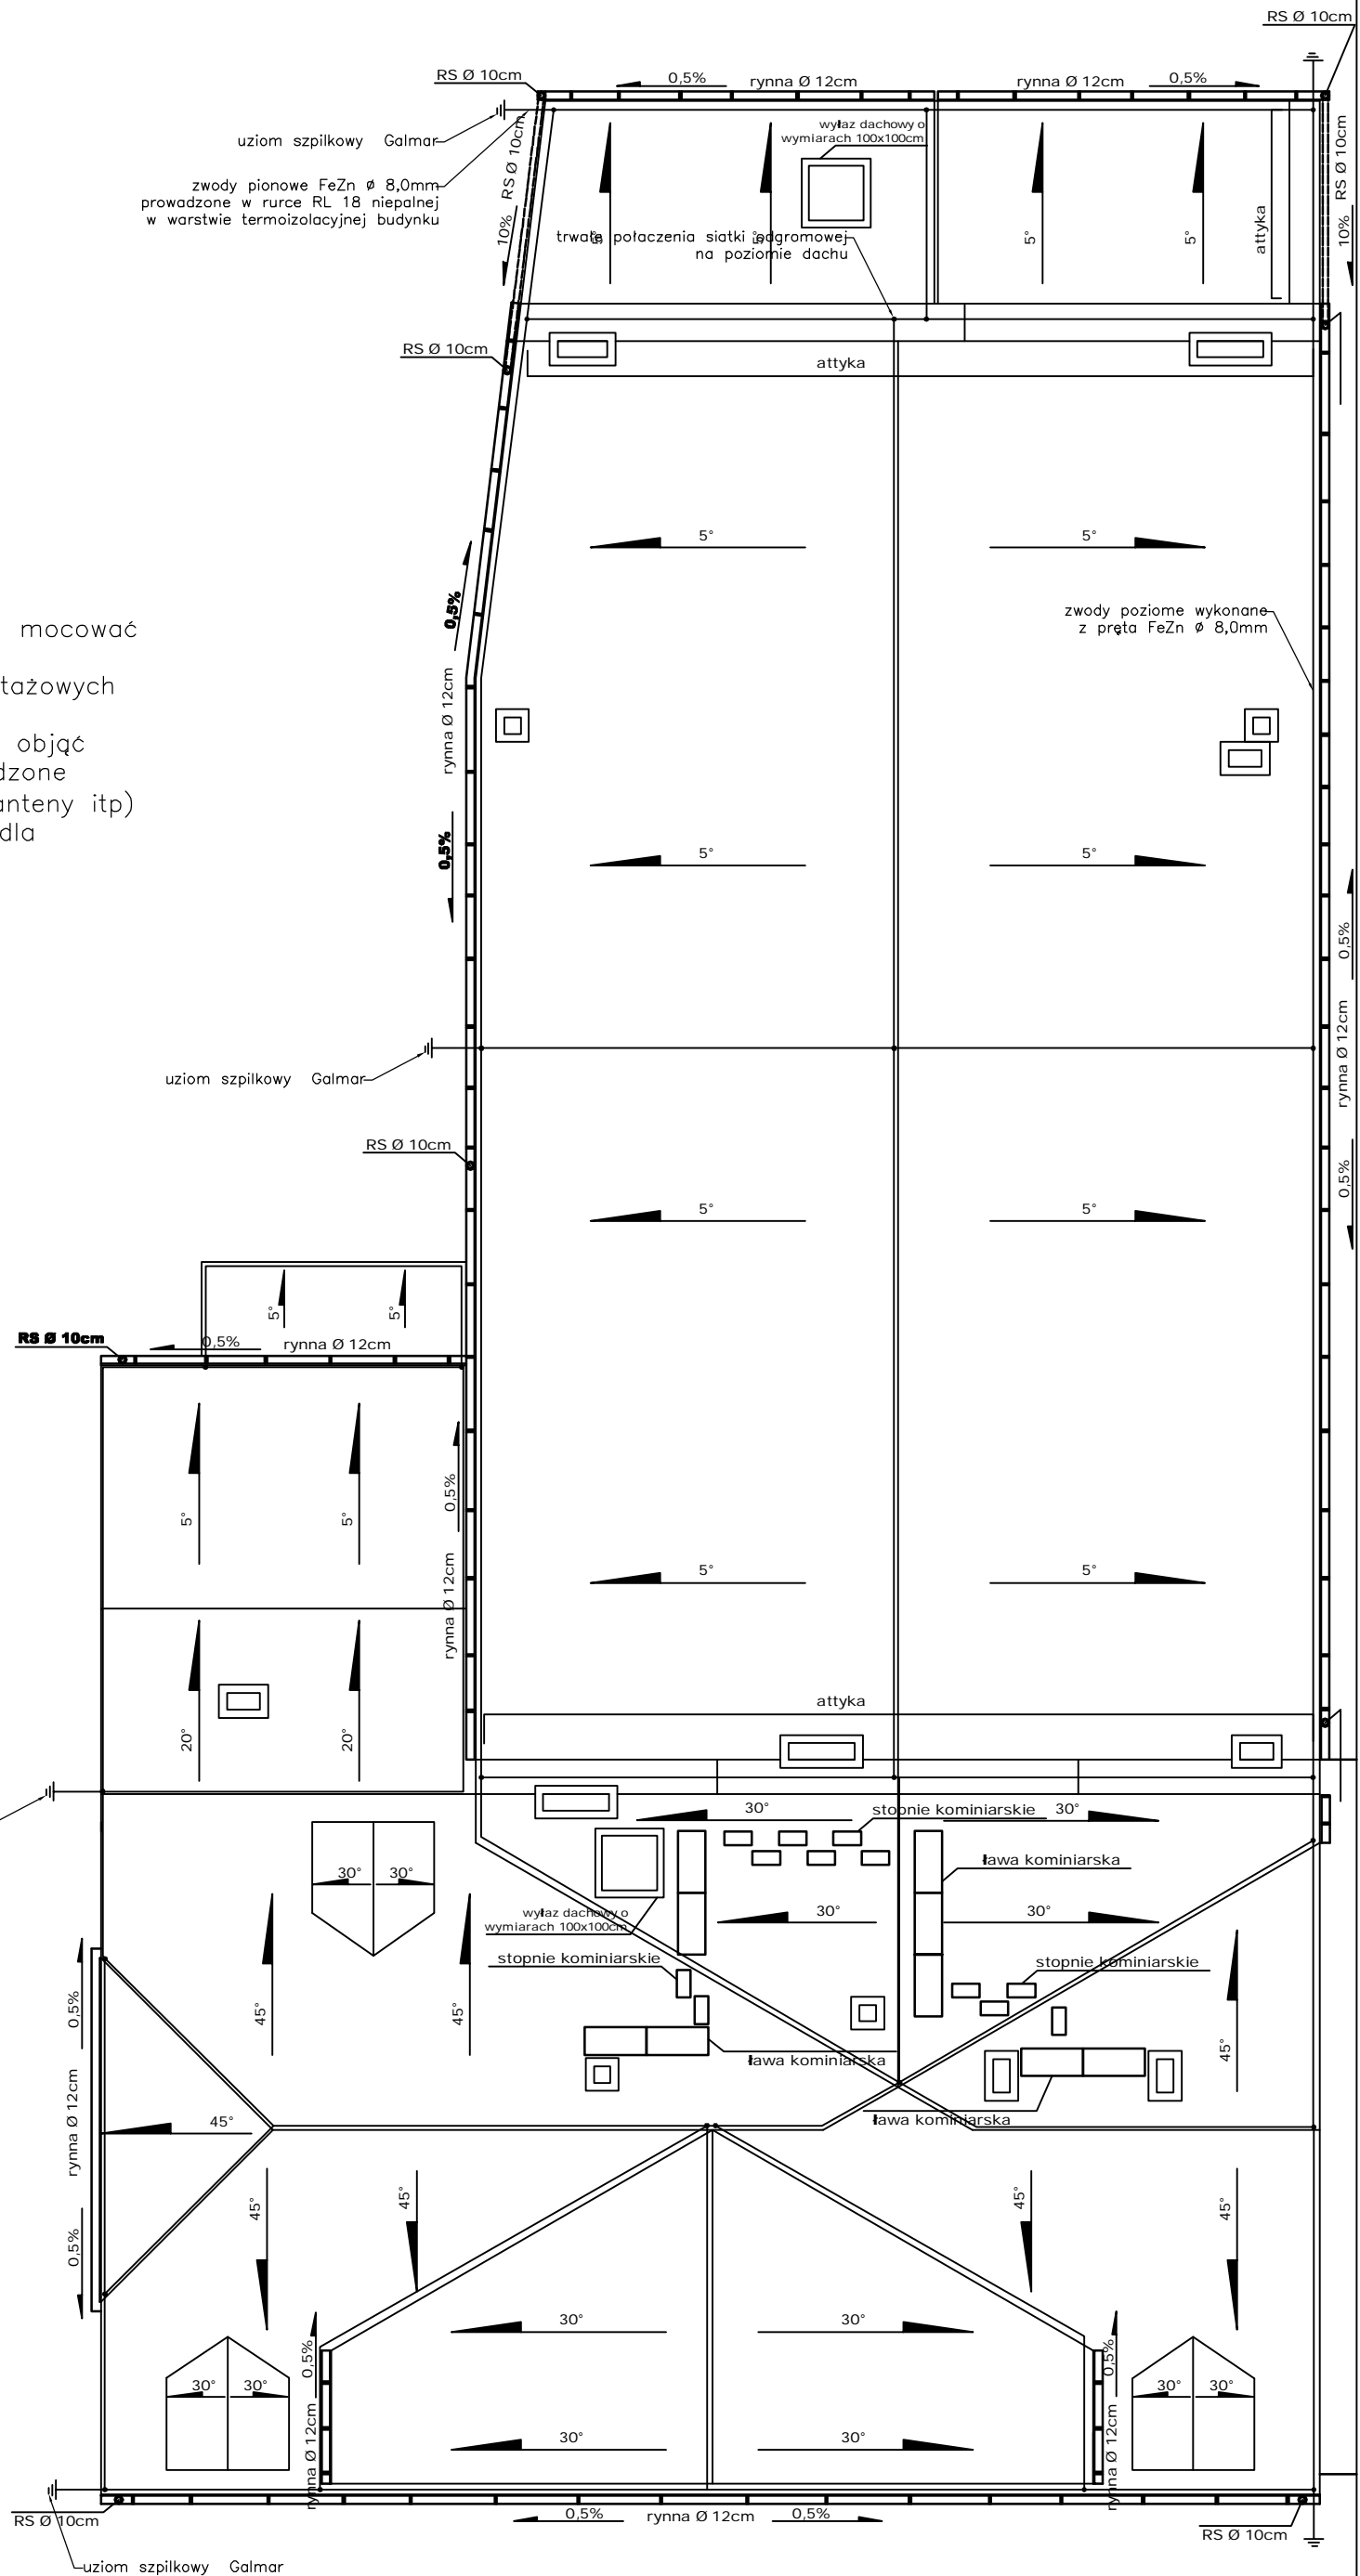 RS Ø 10cm
RS Ø 10cm
0,5%
rynna Ø 12cm
rynna Ø 12cm
0,5%
uziom szpilkowy Galmar
zwody pionowe FeZn ø 8,0mm
prowadzone w rurce RL 18 niepalnej
w warstwie termoizolacyjnej budynku
10% RS Ø 10cm
wyłaz dachowy o
wymiarach 100x100cm
5°
5°
5°
5°
attyka
10% RS Ø 10cm
trwałe połaczenia siatki odgromowej
na poziomie dachu
RS Ø 10cm
attyka
5°
5°
0,5%
mocować
tażowych
objąć
dzone
anteny itp)
dla
zwody poziome wykonane
z pręta FeZn ø 8,0mm
rynna Ø 12cm
0,5%
5°
5°
0,5%
rynna Ø 12cm
0,5%
uziom szpilkowy Galmar
RS Ø 10cm
5°
5°
5°
5°
RS Ø 10cm
0,5%
rynna Ø 12cm
5°
5°
0,5%
rynna Ø 12cm
5°
5°
20°
20°
attyka
30°
stopnie kominiarskie
30°
30°
30°
ława kominiarska
wyłaz dachowy o
wymiarach 100x100cm
30°
30°
stopnie kominiarskie
stopnie kominiarskie
0,5%
45°
45°
45°
ława kominiarska
ława kominiarska
rynna Ø 12cm
45°
0,5%
45°
45°
45°
45°
30°
30°
0,5%
0,5%
30°
30°
30°
30°
rynna Ø 12cm
30°
30°
rynna Ø 12cm
RS Ø 10cm
0,5%
rynna Ø 12cm
0,5%
RS Ø 10cm
uziom szpilkowy Galmar